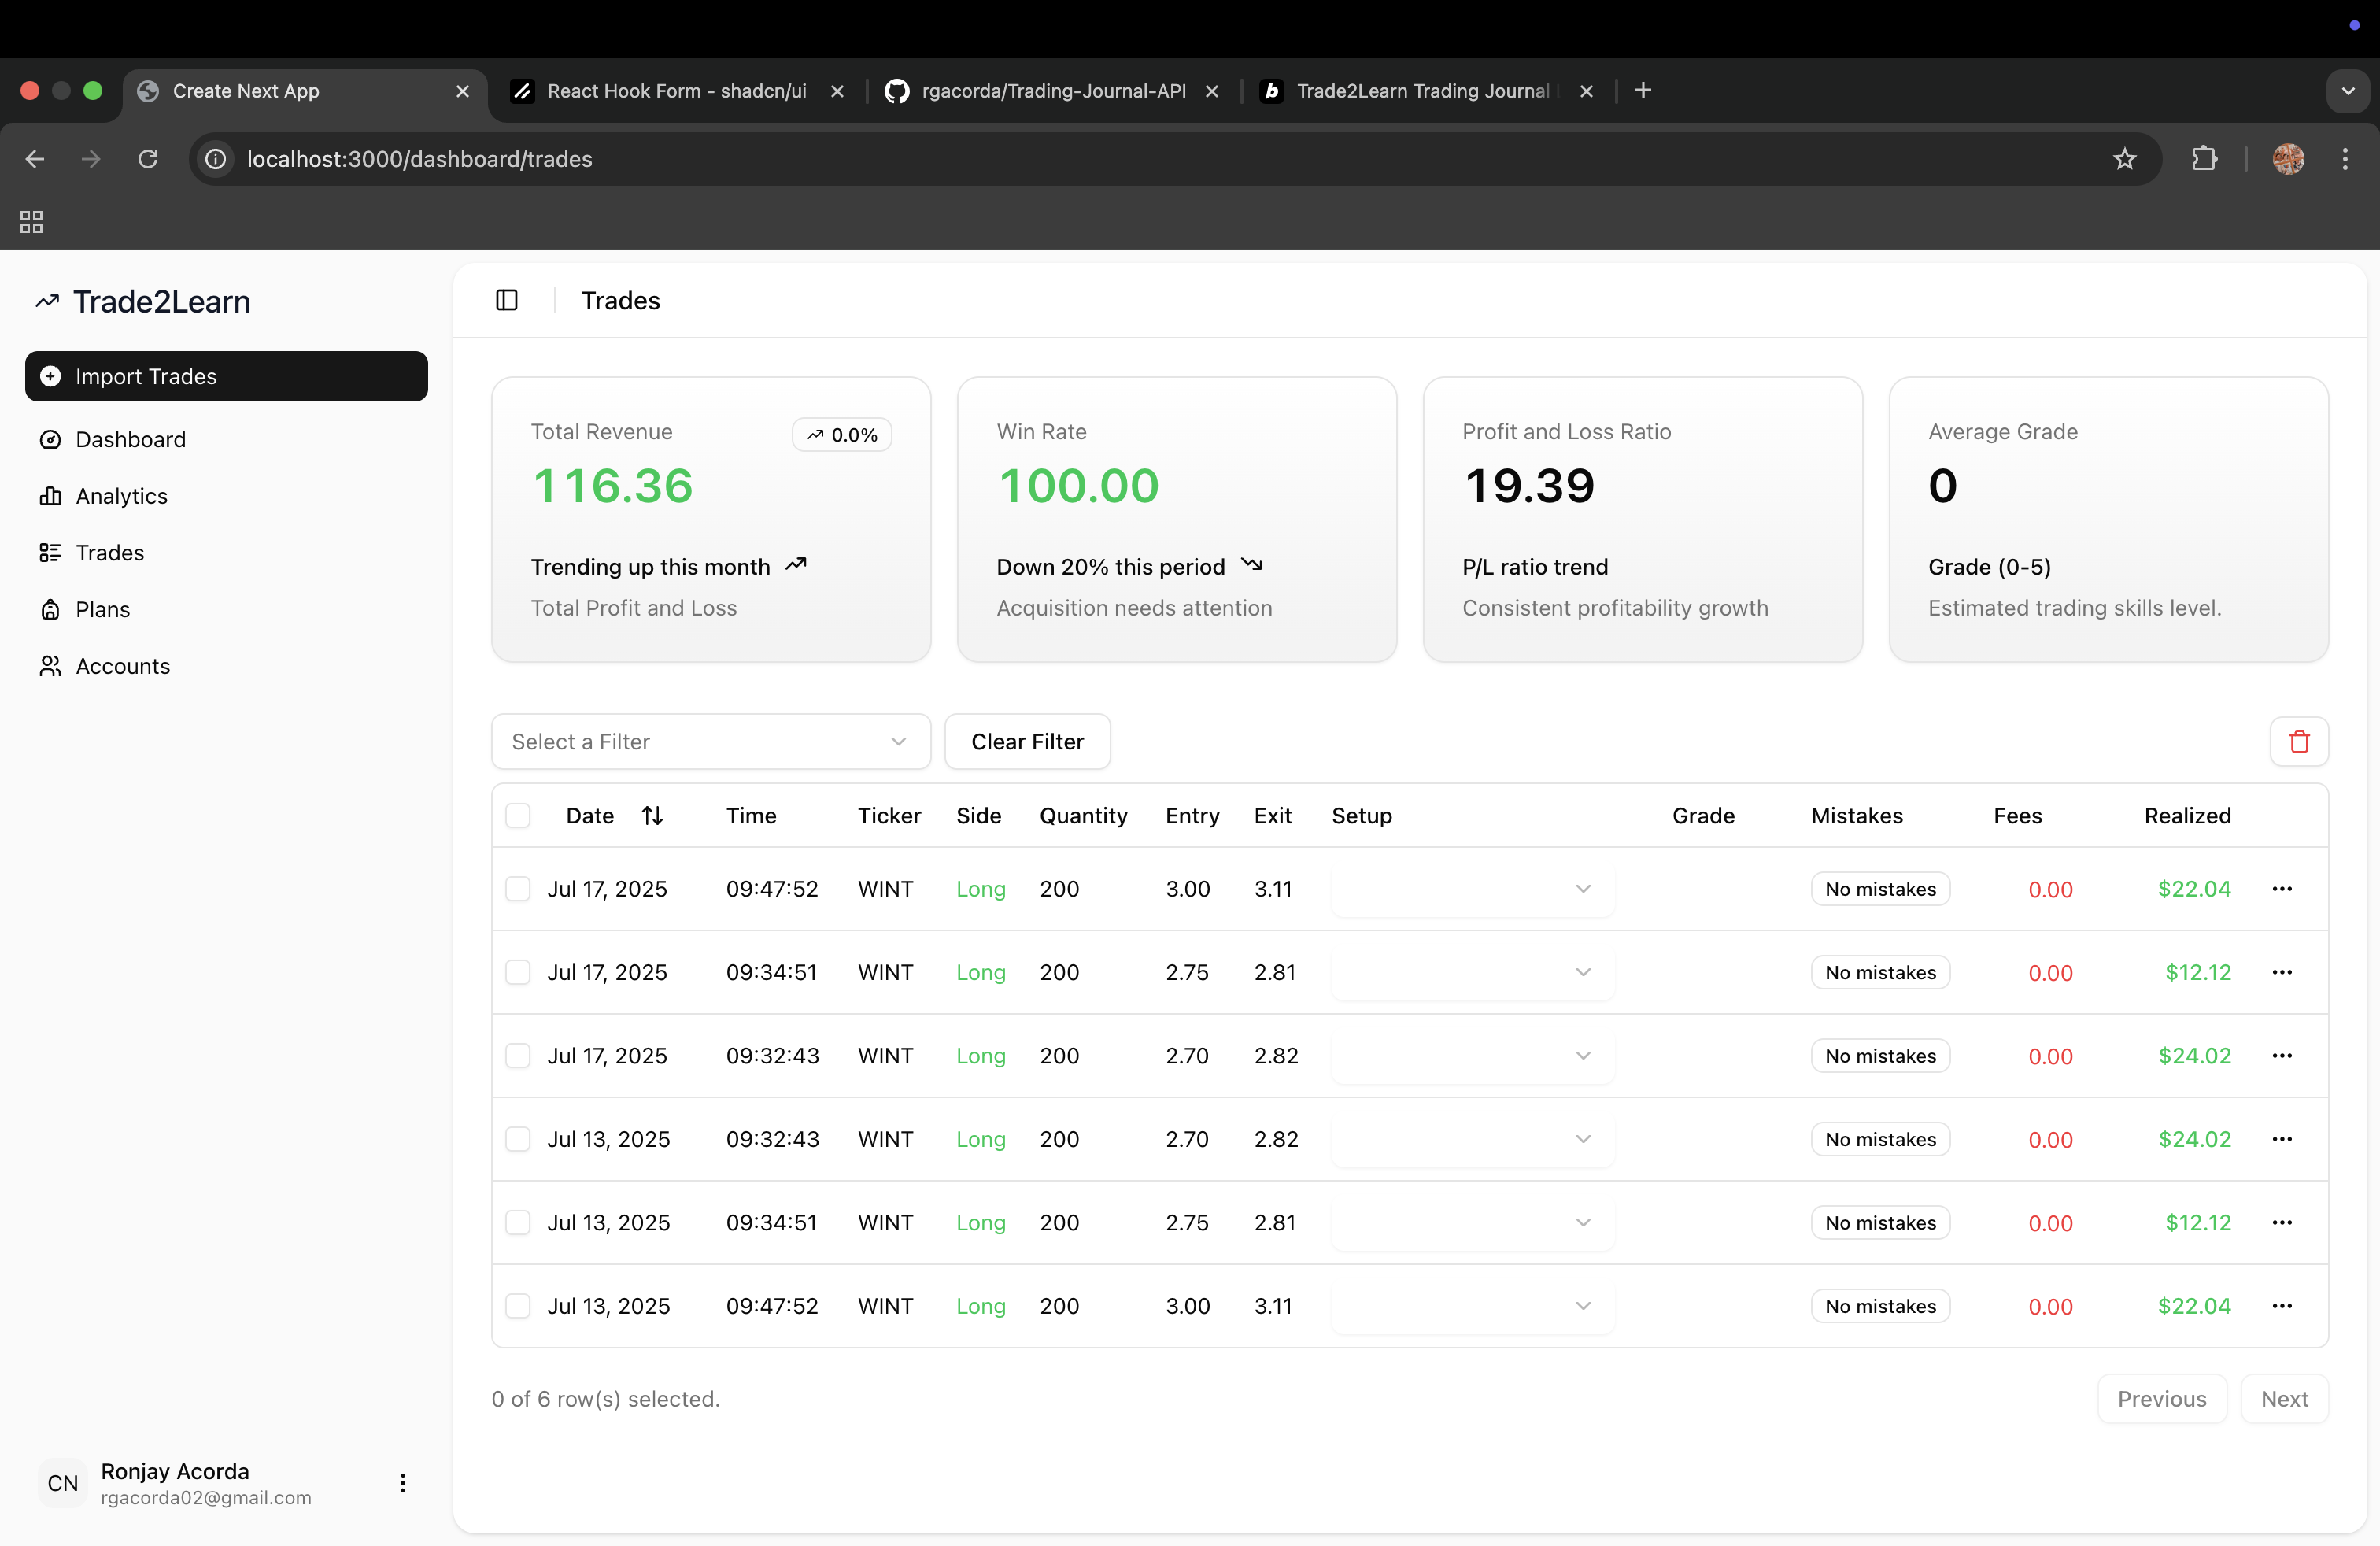 Create Next App
React Hook Form - shadcn/ui
rgacorda/Trading-Journal-API
Trade2Learn Trading Journal
localhost:3000/dashboard/trades
Trade2Learn
Import Trades
Dashboard
Analytics
Trades
Plans
Accounts
Trades
Total Revenue
0.0%
116.36
Trending up this month
Total Profit and Loss
Win Rate
100.00
Down 20% this period
Acquisition needs attention
Profit and Loss Ratio
19.39
P/L ratio trend
Consistent profitability growth
Average Grade
0
Grade (0-5)
Estimated trading skills level.
Select a Filter
Clear Filter
Date Time Ticker Side Quantity Entry Exit Setup Grade Mistakes Fees Realized
Jul 17, 2025 09:47:52 WINT Long 200 3.00 3.11 No mistakes 0.00 $22.04
Jul 17, 2025 09:34:51 WINT Long 200 2.75 2.81 No mistakes 0.00 $12.12
Jul 17, 2025 09:32:43 WINT Long 200 2.70 2.82 No mistakes 0.00 $24.02
Jul 13, 2025 09:32:43 WINT Long 200 2.70 2.82 No mistakes 0.00 $24.02
Jul 13, 2025 09:34:51 WINT Long 200 2.75 2.81 No mistakes 0.00 $12.12
Jul 13, 2025 09:47:52 WINT Long 200 3.00 3.11 No mistakes 0.00 $22.04
0 of 6 row(s) selected.
Previous
Next
CN
Ronjay Acorda
rgacorda02@gmail.com